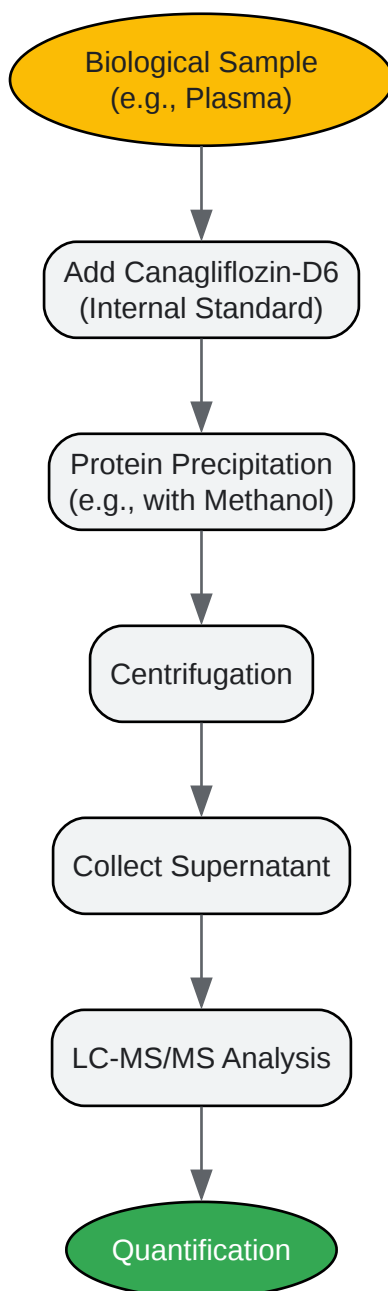 Biological Sample
(e.g., Plasma)
Add Canagliflozin-D6
(Internal Standard)
Protein Precipitation
(e.g., with Methanol)
Centrifugation
Collect Supernatant
LC-MS/MS Analysis
Quantification